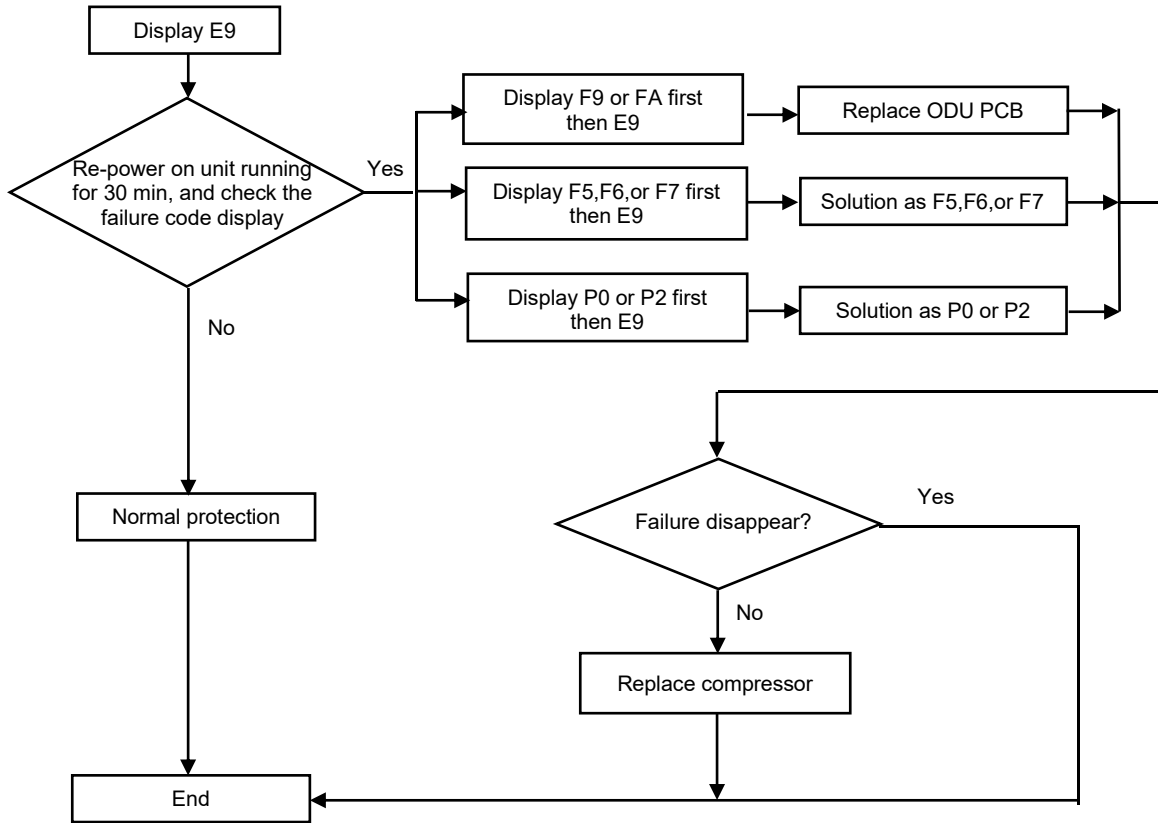 Display E9
Re-power on unit running
for 30 min, and check the
failure code display
Yes
Display F9 or FA first
then E9
Replace ODU PCB
Display F5,F6,or F7 first
then E9
Solution as F5,F6,or F7
Display P0 or P2 first
then E9
Solution as P0 or P2
No
Normal protection
Failure disappear?
Yes
No
Replace compressor
End